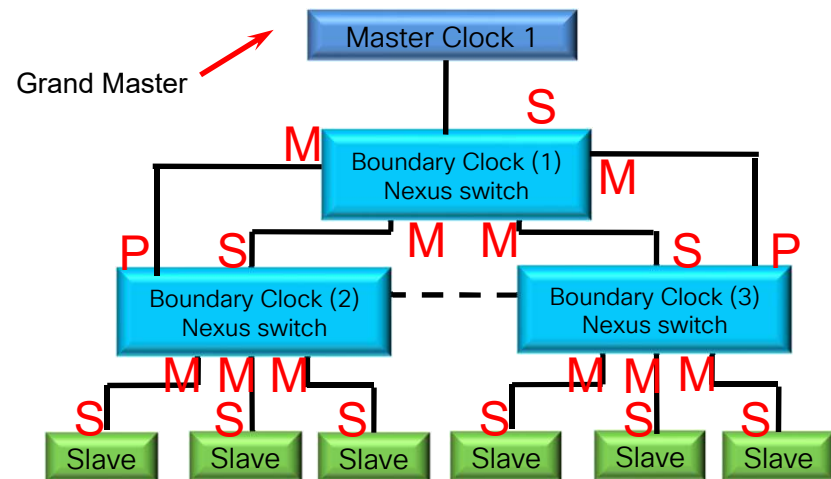 Master Clock 1
Grand Master
S
M
Boundary Clock (1)
Nexus switch
M
P
S
M
M
S
P
Boundary Clock (2)
Nexus switch
Boundary Clock (3)
Nexus switch
M
M
M
M
M
M
S
S
S
S
S
S
Slave
Slave
Slave
Slave
Slave
Slave